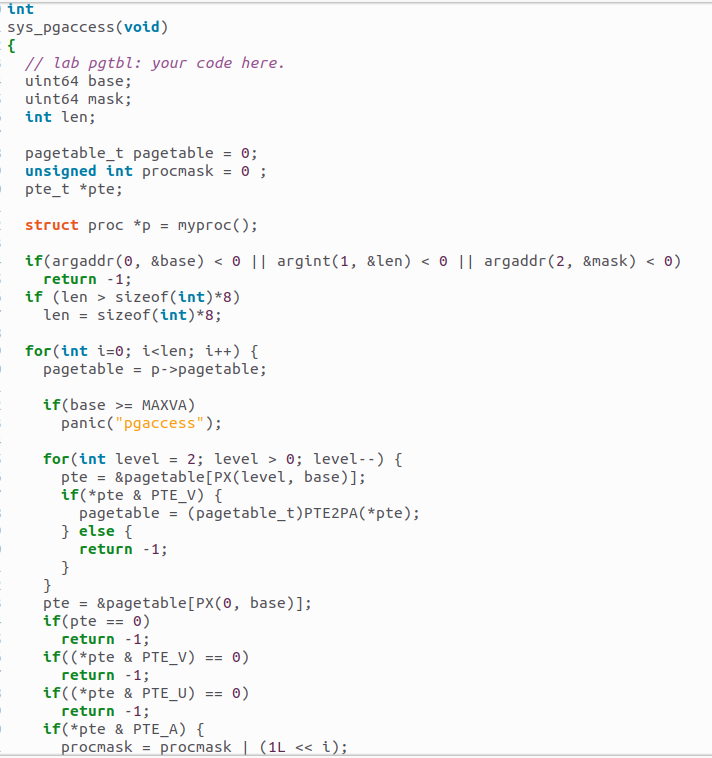 int
sys_pgaccess(void)
{
  // lab pgtbl: your code here.
  uint64 base;
  uint64 mask;
  int len;

  pagetable_t pagetable = 0;
  unsigned int procmask = 0 ;
  pte_t *pte;

  struct proc *p = myproc();

  if(argaddr(0, &base) < 0 || argint(1, &len) < 0 || argaddr(2, &mask) < 0)
    return -1;
  if (len > sizeof(int)*8)
    len = sizeof(int)*8;

  for(int i=0; i<len; i++) {
    pagetable = p->pagetable;

    if(base >= MAXVA)
      panic("pgaccess");

    for(int level = 2; level > 0; level--) {
      pte = &pagetable[PX(level, base)];
      if(*pte & PTE_V) {
        pagetable = (pagetable_t)PTE2PA(*pte);
      } else {
        return -1;
      }
    }
    pte = &pagetable[PX(0, base)];
    if(pte == 0)
      return -1;
    if((*pte & PTE_V) == 0)
      return -1;
    if((*pte & PTE_U) == 0)
      return -1;
    if(*pte & PTE_A) {
      procmask = procmask | (1L << i);